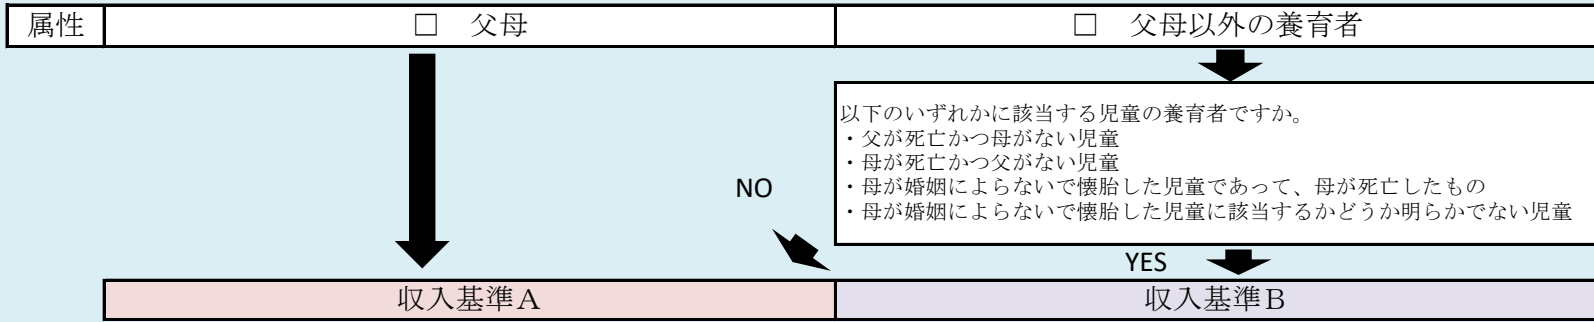 属性
□ 父母
□ 父母以外の養育者
以下のいずれかに該当する児童の養育者ですか。
・父が死亡かつ母がない児童
・母が死亡かつ父がない児童
・母が婚姻によらないで懐胎した児童であって、母が死亡したもの
・母が婚姻によらないで懐胎した児童に該当するかどうか明らかでない児童
NO
YES
収入基準A
収入基準B